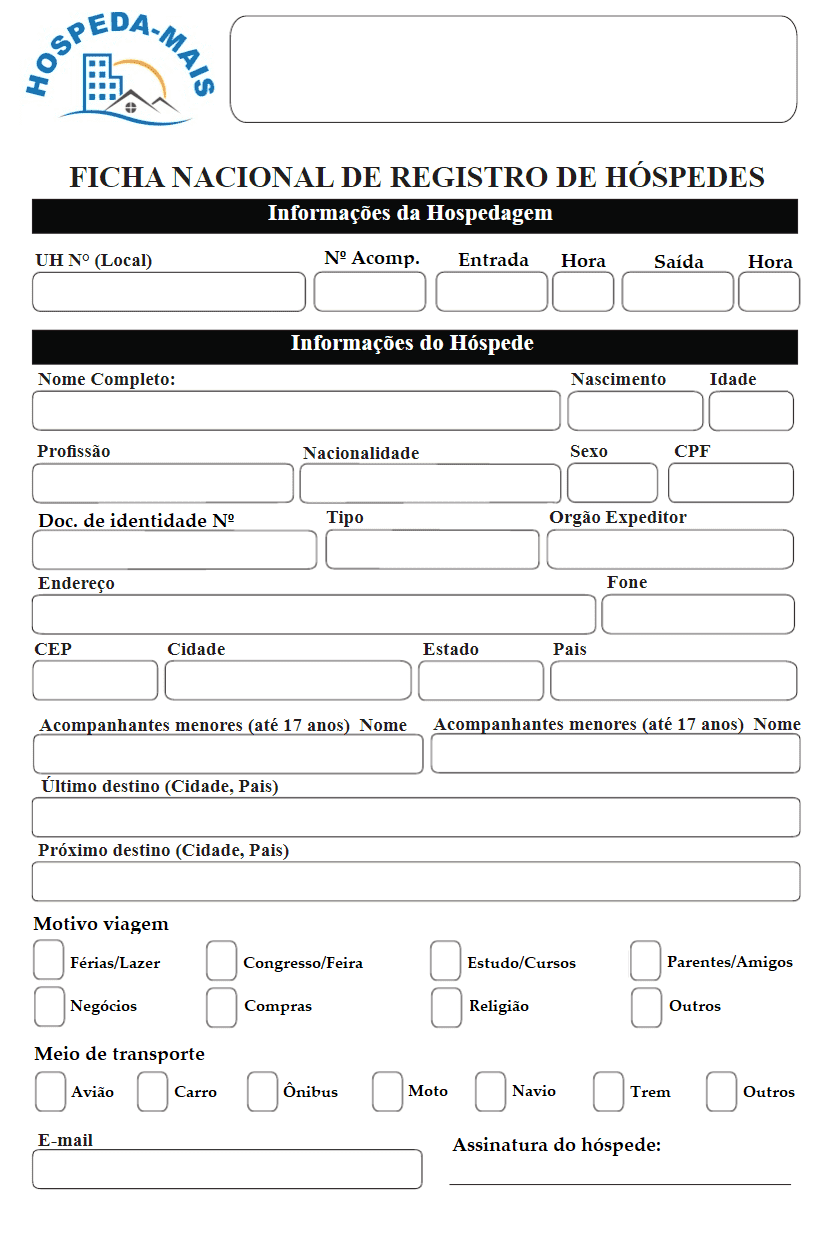 HOSPEDA-MAIS
FICHA NACIONAL DE REGISTRO DE HÓSPEDES
Informações da Hospedagem
UH N° (Local) Nº Acomp. Entrada Hora Saída Hora
Informações do Hóspede
Nome Completo: Nascimento Idade
Profissão Nacionalidade Sexo CPF
Doc. de identidade Nº Tipo Orgão Expeditor
Endereço Fone
CEP Cidade Estado Pais
Acompanhantes menores (até 17 anos) Nome Acompanhantes menores (até 17 anos) Nome
Último destino (Cidade, Pais)
Próximo destino (Cidade, Pais)
Motivo viagem
Férias/Lazer Congresso/Feira Estudo/Cursos Parentes/Amigos
Negócios Compras Religião Outros
Meio de transporte
Avião Carro Ônibus Moto Navio Trem Outros
E-mail Assinatura do hóspede: